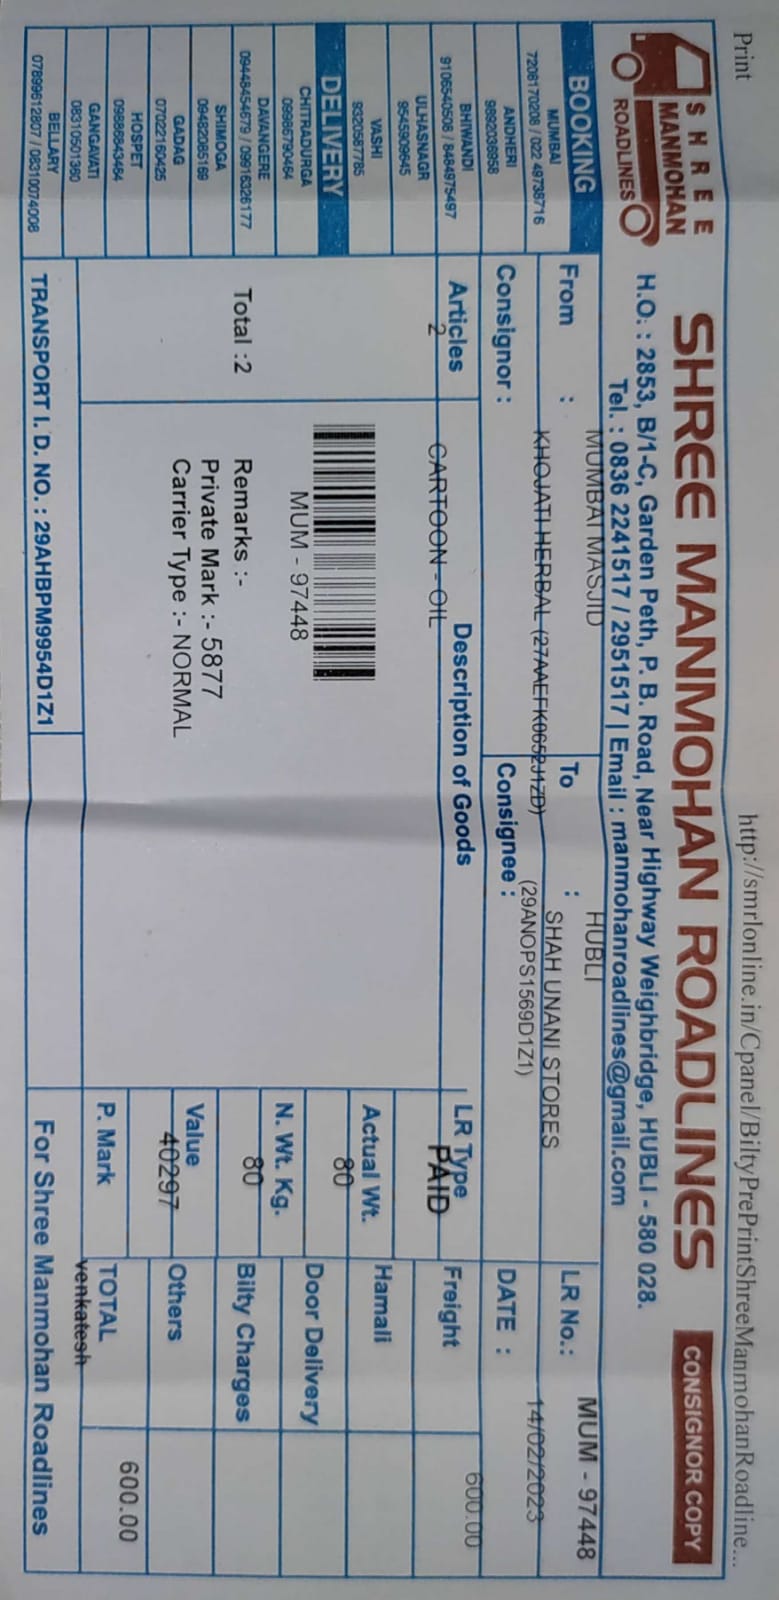 Print
http://smrlonline.in/Cpanel/BiltyPrePrintShreeManmohanRoadline...
SHREE
MANMOHAN
ROADLINES
SHREE MANMOHAN ROADLINES
CONSIGNOR COPY
H.O. : 2853, B/1-C, Garden Peth, P. B. Road, Near Highway Weighbridge, HUBLI - 580 028.
Tel. : 0836 2241517 / 2951517 | Email : manmohanroadlines@gmail.com
BOOKING
MUMBAI
7208170208 / 022 49738716
ANDHERI
9892038958
BHIWANDI
9106540508 / 8484975497
ULHASNAGR
9545909645
VASHI
9320587785
DELIVERY
CHITRADURGA
08986790464
DAVANGERE
09448454679 / 09916326177
SHIMOGA
09482085169
GADAG
07022180425
HOSPET
09888843464
GANGAVATI
08310501360
BELLARY
07899612807 / 08310074008
From : MUMBAI MASJID
To : HUBLI
LR No.: MUM - 97448
Consignor : KHOJATI HERBAL (27AAEFK0652J1ZD)
Consignee : SHAH UNANI STORES
(29ANOPS1569D1Z1)
DATE : 14/02/2023
Articles
Description of Goods
LR Type
PAID
Freight 600.00
2
CARTOON - OIL
Actual Wt.
80
Hamali
MUM - 97448
N. Wt. Kg.
80
Door Delivery
Total :2
Remarks :-
Private Mark :- 5877
Carrier Type :- NORMAL
Bilty Charges
Value
40297
Others
P. Mark
TOTAL 600.00
venkatesh
TRANSPORT I. D. NO. : 29AHBPM9954D1Z1
For Shree Manmohan Roadlines